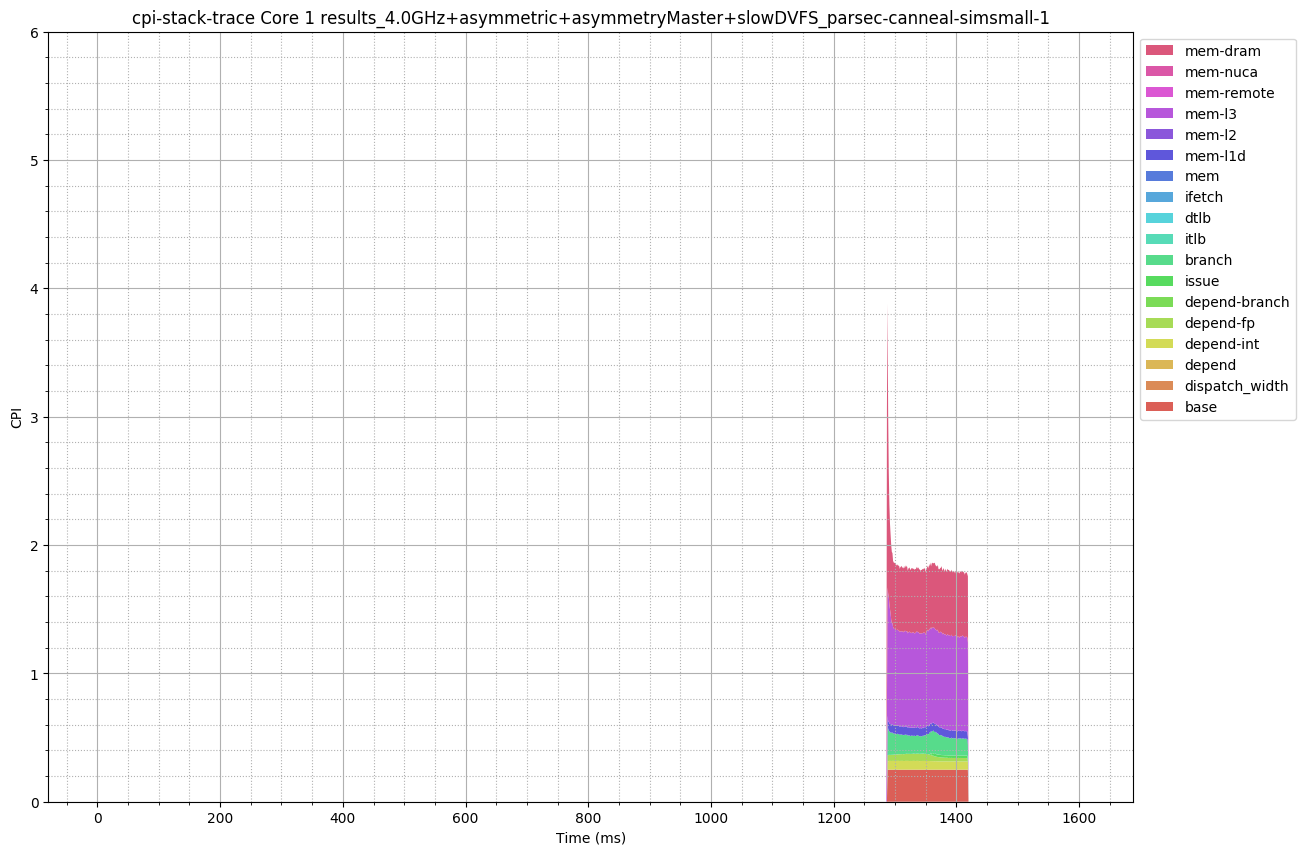 cpi-stack-trace Core 1 results_4.0GHz+asymmetric+asymmetryMaster+slowDVFS_parsec-canneal-simsmall-1
6
5
4
3
2
1
0
CPI
0 200 400 600 800 1000 1200 1400 1600
Time (ms)
mem-dram
mem-nuca
mem-remote
mem-l3
mem-l2
mem-l1d
mem
ifetch
dtlb
itlb
branch
issue
depend-branch
depend-fp
depend-int
depend
dispatch_width
base